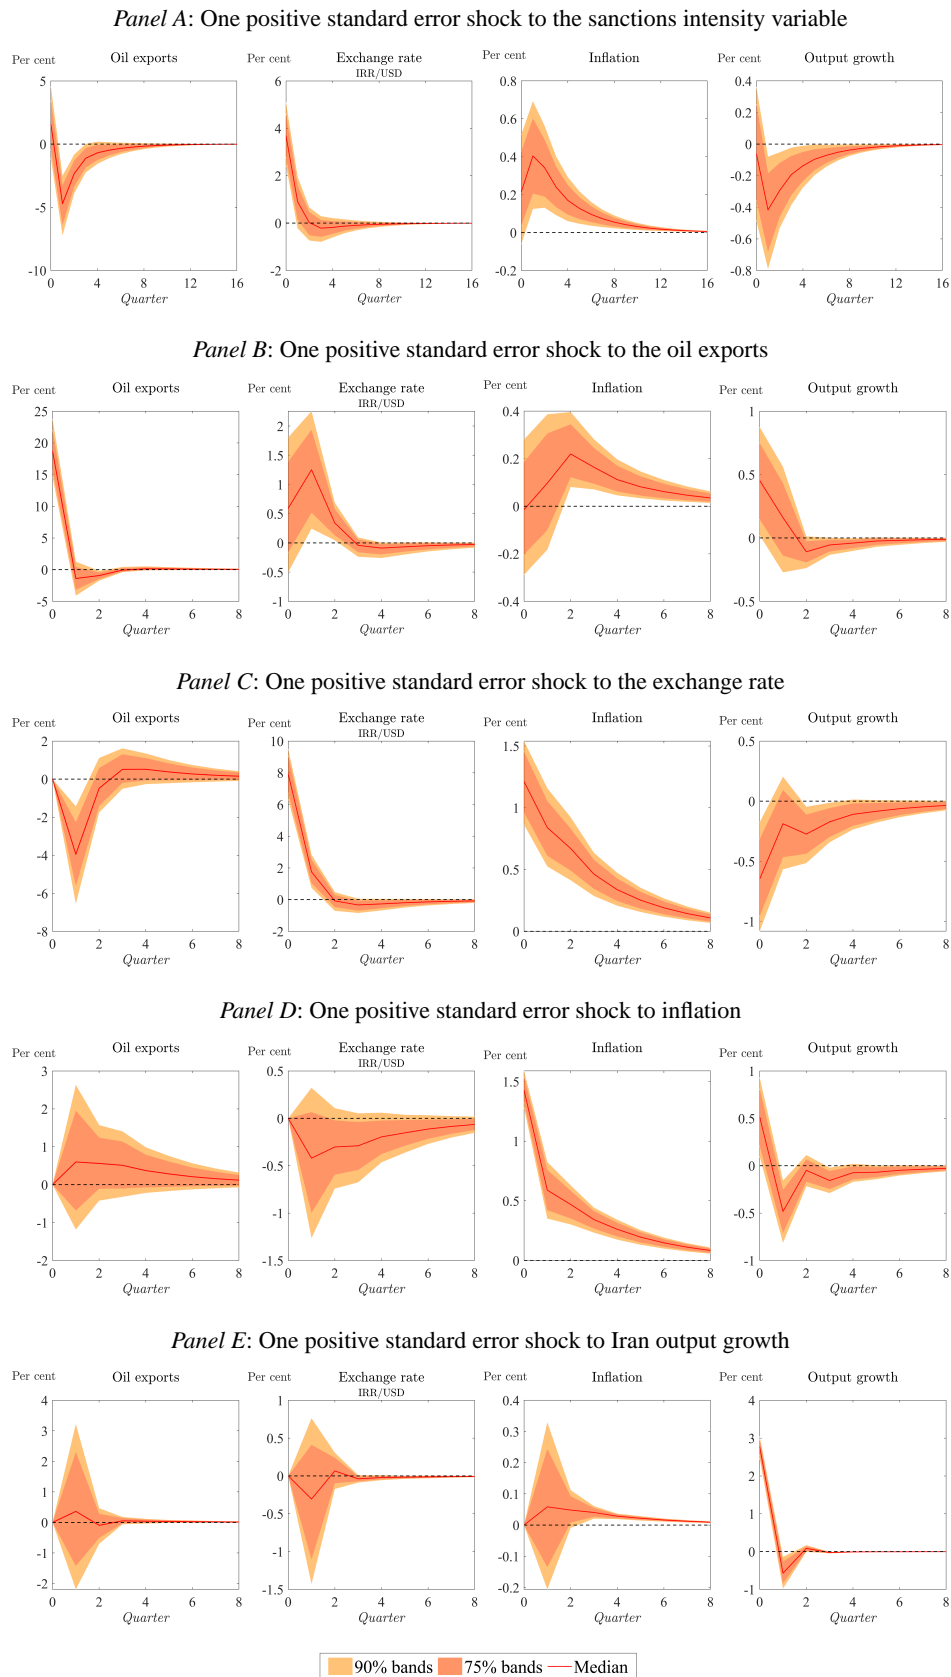 Panel A: One positive standard error shock to the sanctions intensity variable
Per cent Oil exports
5
0
-5
-10
0 4 8 12 16
Quarter
Per cent Exchange rate
IRR/USD
6
4
2
0
-2
0 4 8 12 16
Quarter
Per cent Inflation
0.8
0.6
0.4
0.2
0
-0.2
0 4 8 12 16
Quarter
Per cent Output growth
0.4
0.2
0
-0.2
-0.4
-0.6
-0.8
0 4 8 12 16
Quarter
Panel B: One positive standard error shock to the oil exports
Per cent Oil exports
25
20
15
10
5
0
-5
0 2 4 6 8
Quarter
Per cent Exchange rate
IRR/USD
2
1.5
1
0.5
0
-0.5
-1
0 2 4 6 8
Quarter
Per cent Inflation
0.4
0.2
0
-0.2
-0.4
0 2 4 6 8
Quarter
Per cent Output growth
1
0.5
0
-0.5
0 2 4 6 8
Quarter
Panel C: One positive standard error shock to the exchange rate
Per cent Oil exports
2
0
-2
-4
-6
-8
0 2 4 6 8
Quarter
Per cent Exchange rate
IRR/USD
10
8
6
4
2
0
-2
0 2 4 6 8
Quarter
Per cent Inflation
1.5
1
0.5
0
0 2 4 6 8
Quarter
Per cent Output growth
0.5
0
-0.5
-1
0 2 4 6 8
Quarter
Panel D: One positive standard error shock to inflation
Per cent Oil exports
3
2
1
0
-1
-2
0 2 4 6 8
Quarter
Per cent Exchange rate
IRR/USD
0.5
0
-0.5
-1
-1.5
0 2 4 6 8
Quarter
Per cent Inflation
1.5
1
0.5
0
0 2 4 6 8
Quarter
Per cent Output growth
1
0.5
0
-0.5
-1
0 2 4 6 8
Quarter
Panel E: One positive standard error shock to Iran output growth
Per cent Oil exports
4
3
2
1
0
-1
-2
0 2 4 6 8
Quarter
Per cent Exchange rate
IRR/USD
1
0.5
0
-0.5
-1
-1.5
0 2 4 6 8
Quarter
Per cent Inflation
0.4
0.3
0.2
0.1
0
-0.1
-0.2
0 2 4 6 8
Quarter
Per cent Output growth
4
3
2
1
0
-1
0 2 4 6 8
Quarter
90% bands 75% bands Median